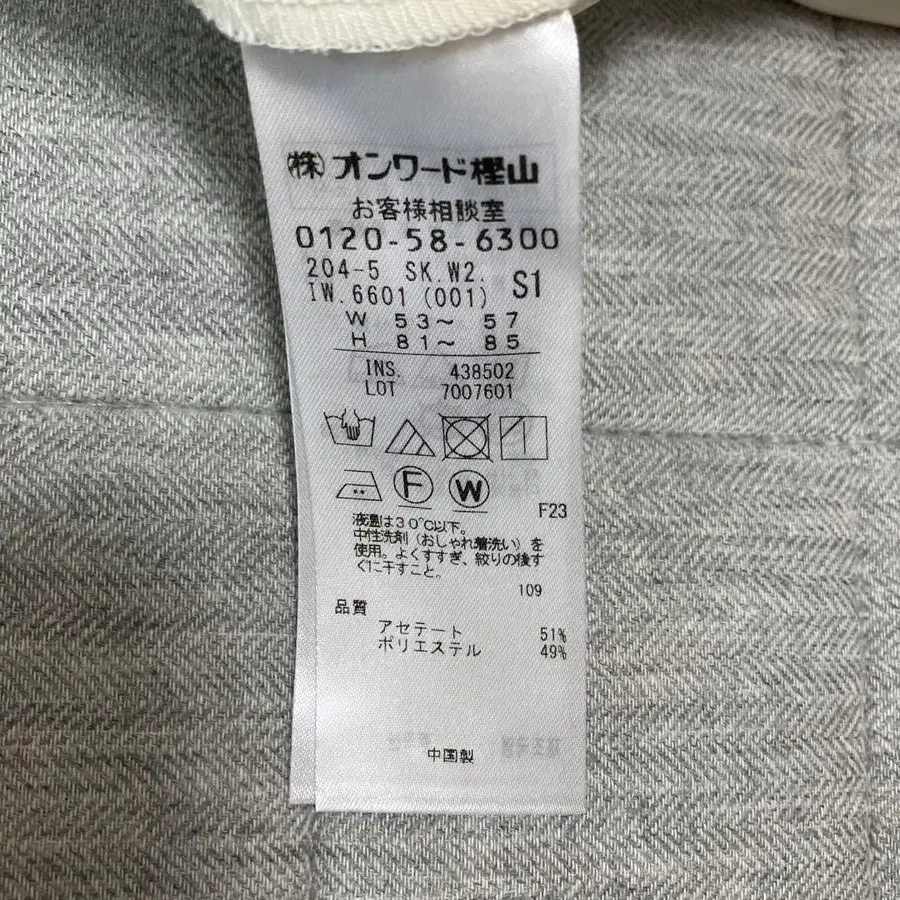 (株)オンワード樫山
お客様相談室
0120-58-6300
204-5 SK.W2.
IW.6601 (001) S1
W 53~ 57
H 81~ 85
INS. 438502
LOT 7007601
F
W
F23
液温は30℃以下。
中性洗剤(おしゃれ着洗い)を
使用。よくすすぎ、絞りの後す
ぐに干すこと。
109
品質
アセテート 51%
ポリエステル 49%
中国製